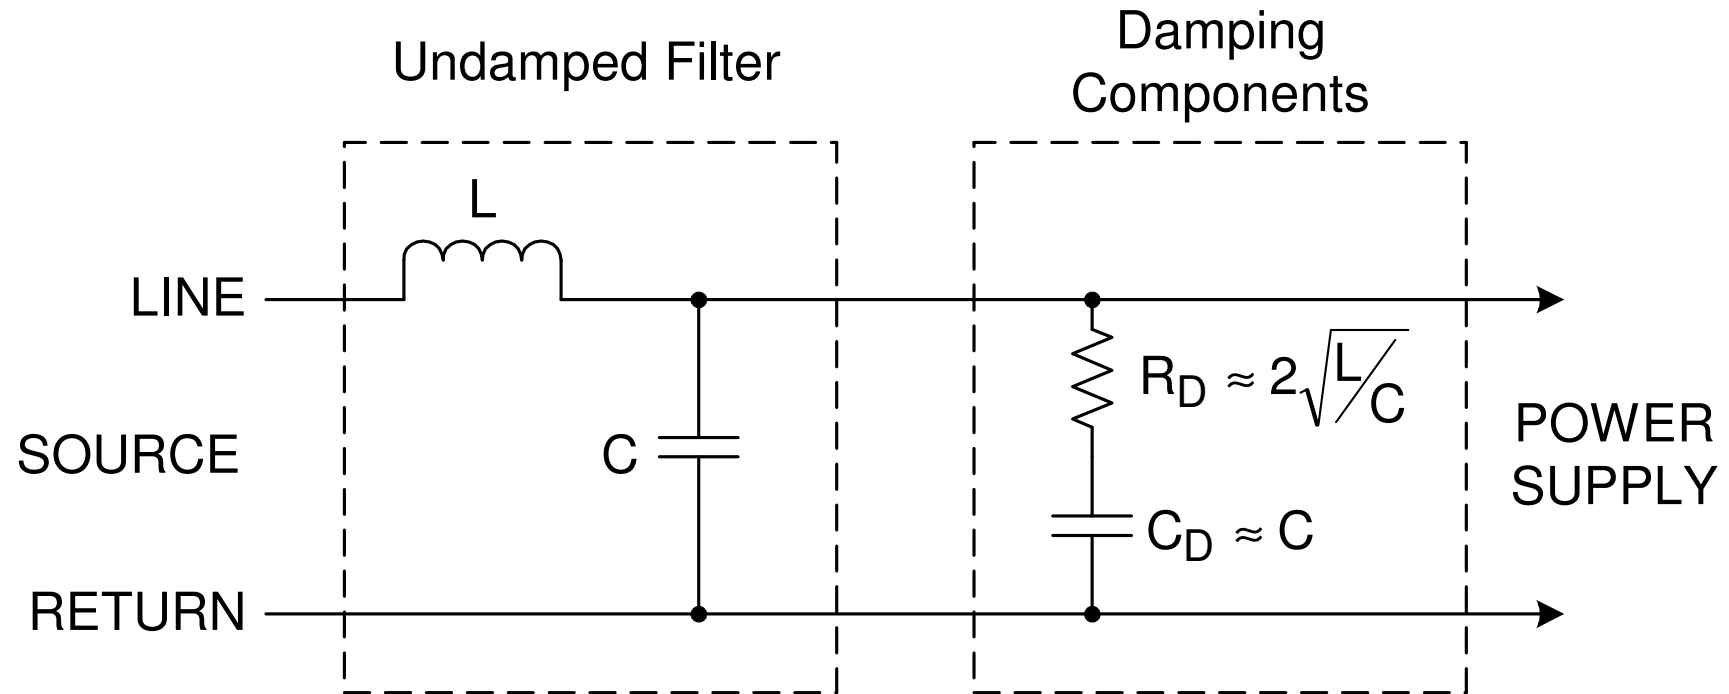 Undamped Filter
Damping
Components
L
LINE
R_D ≈ 2√L/C
SOURCE
C
POWER
SUPPLY
C_D ≈ C
RETURN